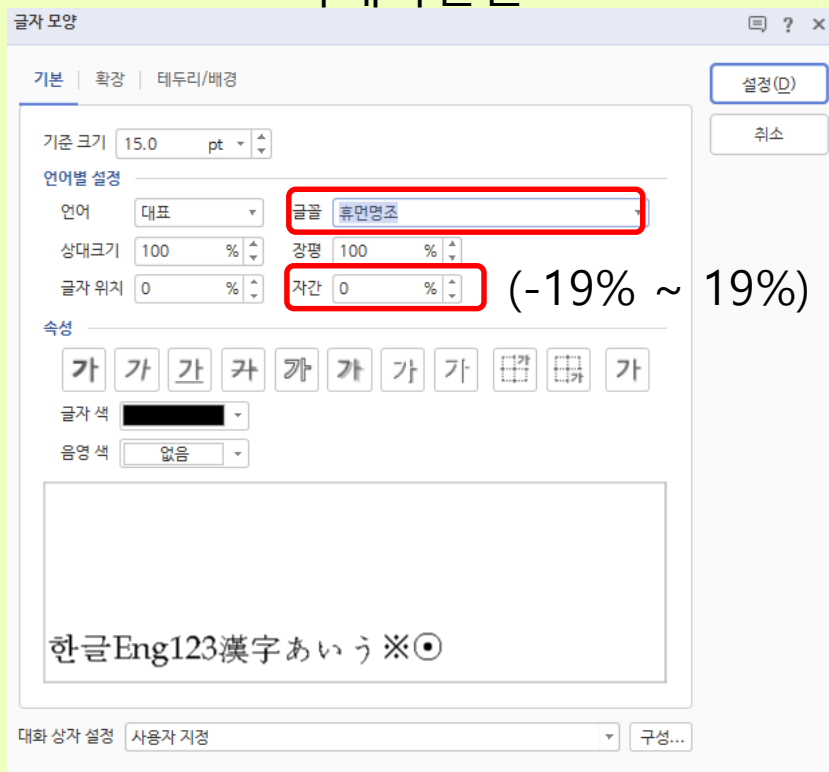 글자 모양
기본 확장 테두리/배경
설정(D)
취소
기준 크기 15.0 pt
언어별 설정
언어 대표 글꼴 휴먼명조
상대크기 100 % 장평 100 %
글자 위치 0 % 자간 0 % (-19% ~ 19%)
속성
가 가 가 가 가 가 가 가 가 가 가
글자 색
음영 색 없음
한글Eng123漢字あいう※⊙
대화 상자 설정 사용자 지정 구성...